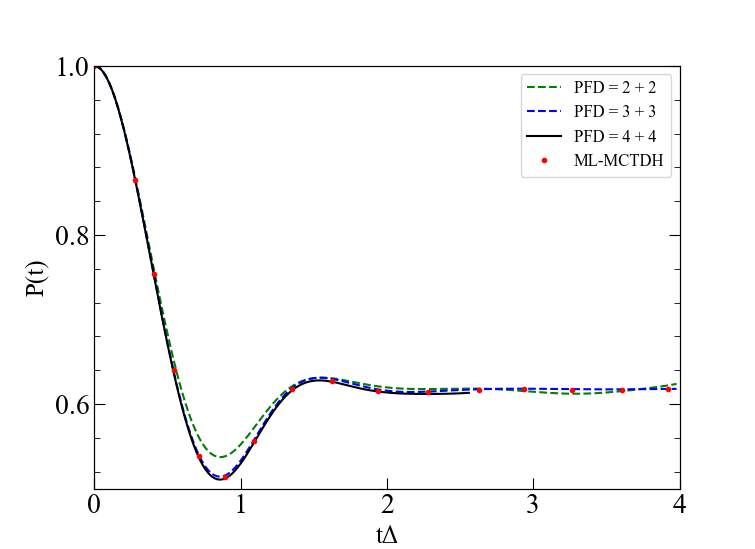 1.0
0.8
0.6
P(t)
PFD = 2 + 2
PFD = 3 + 3
PFD = 4 + 4
ML-MCTDH
0 1 2 3 4
tΔ